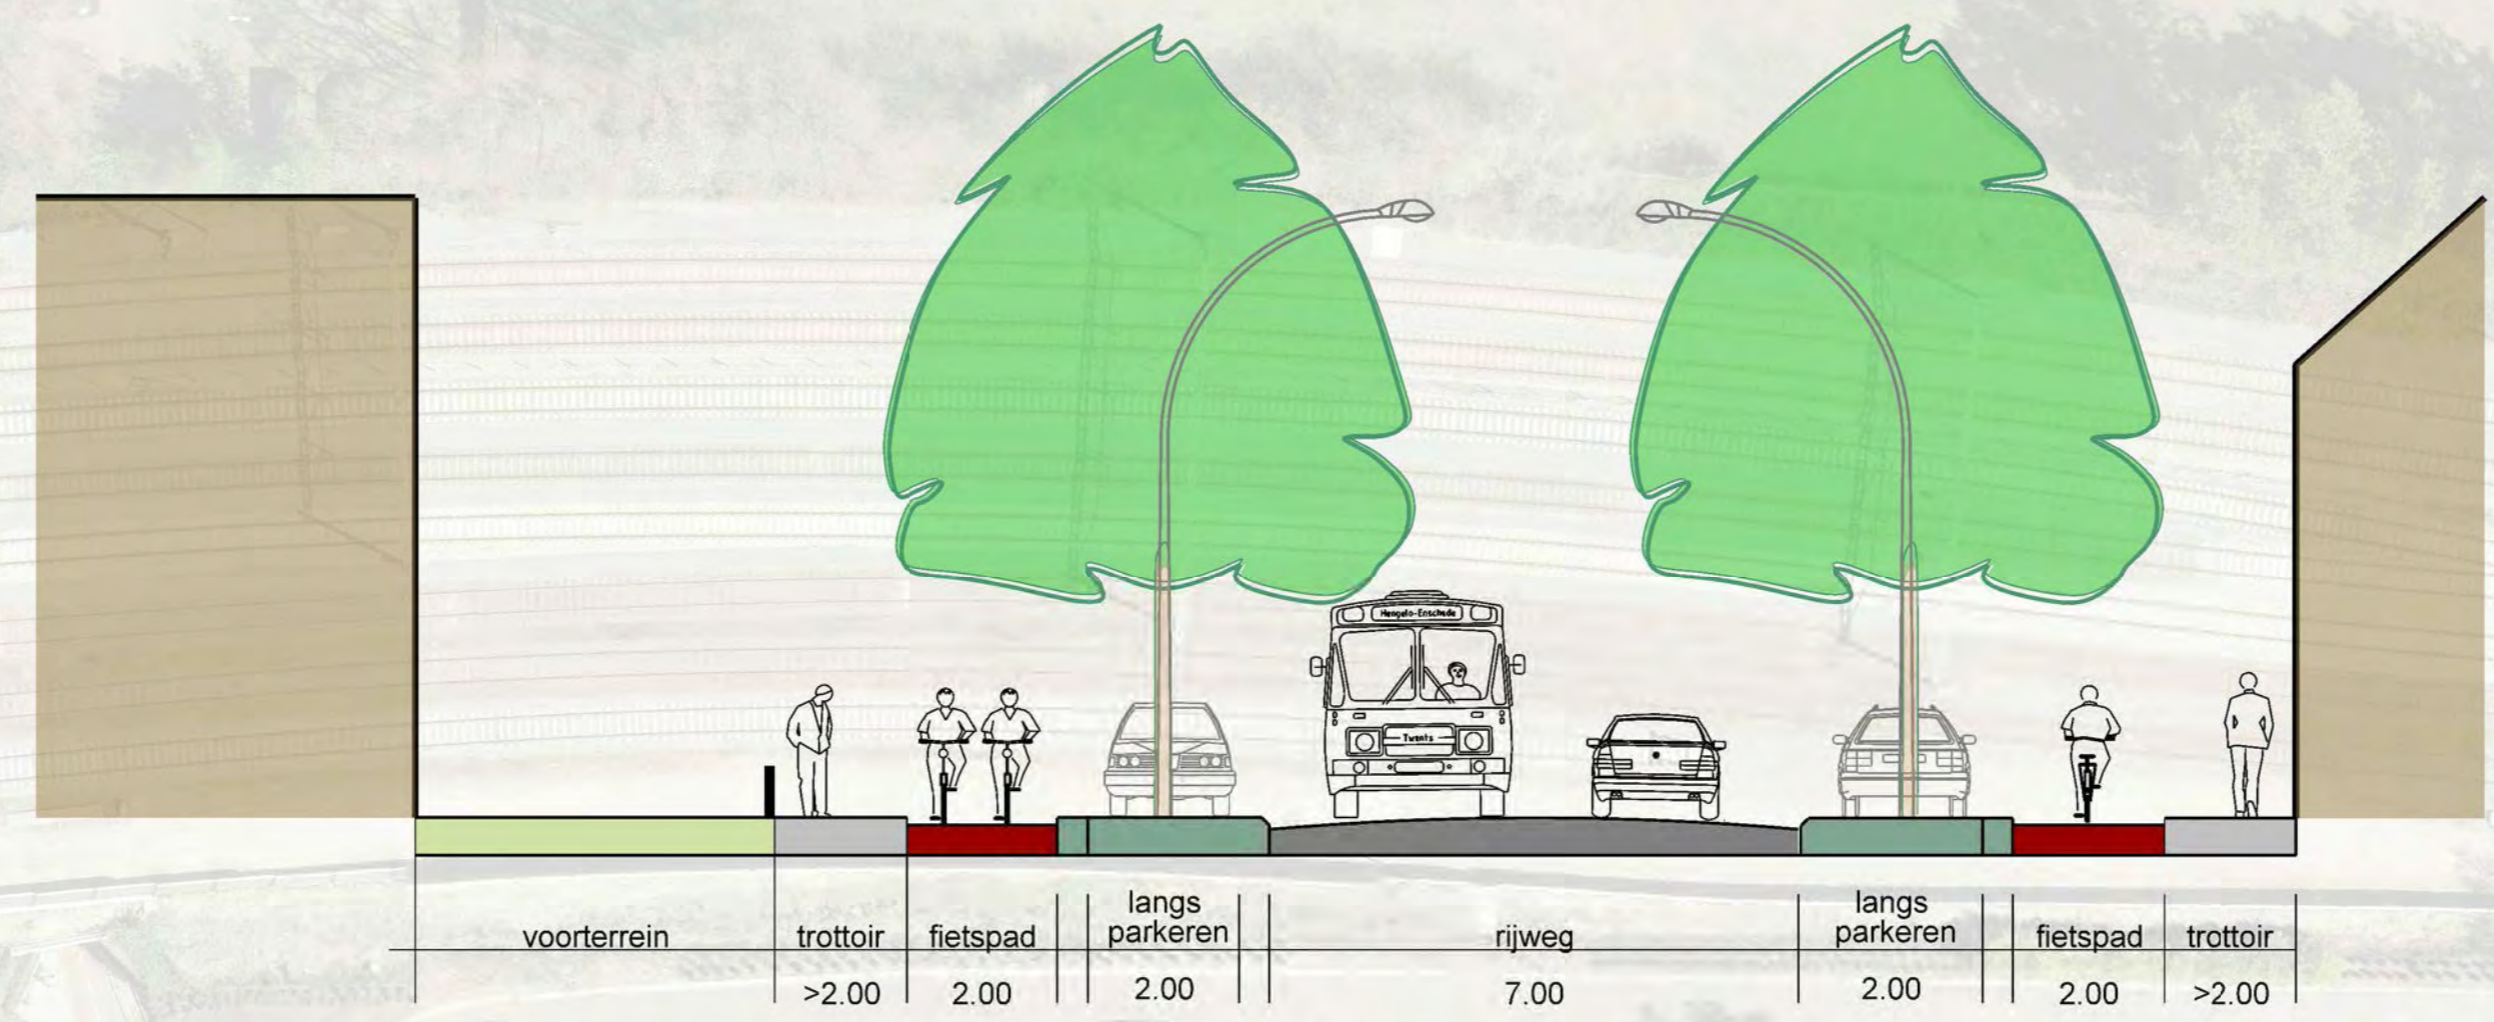 Hengelo-Enschede
Twents
voorterrein
trottoir
fietspad
langs
parkeren
rijweg
langs
parkeren
fietspad
trottoir
>2.00
2.00
2.00
7.00
2.00
2.00
>2.00